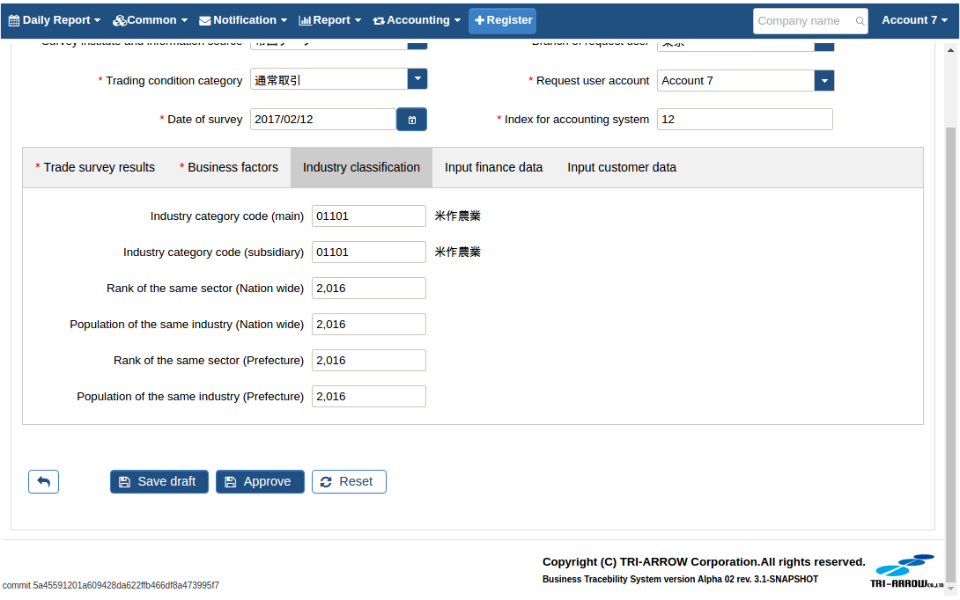 Daily Report Common Notification Report Accounting Register Company name Account 7
Survey institute and information source 帝国データ Branch of request user 東京
* Trading condition category 通常取引 * Request user account Account 7
* Date of survey 2017/02/12 * Index for accounting system 12
* Trade survey results * Business factors Industry classification Input finance data Input customer data
Industry category code (main) 01101 米作農業
Industry category code (subsidiary) 01101 米作農業
Rank of the same sector (Nation wide) 2,016
Population of the same industry (Nation wide) 2,016
Rank of the same sector (Prefecture) 2,016
Population of the same industry (Prefecture) 2,016
Save draft Approve Reset
Copyright (C) TRI-ARROW Corporation.All rights reserved.
Business Tracebility System version Alpha 02 rev. 3.1-SNAPSHOT
TRI-ARROW Co.,LTD
commit 5a45591201a609428da622ffb466df8a473995f7